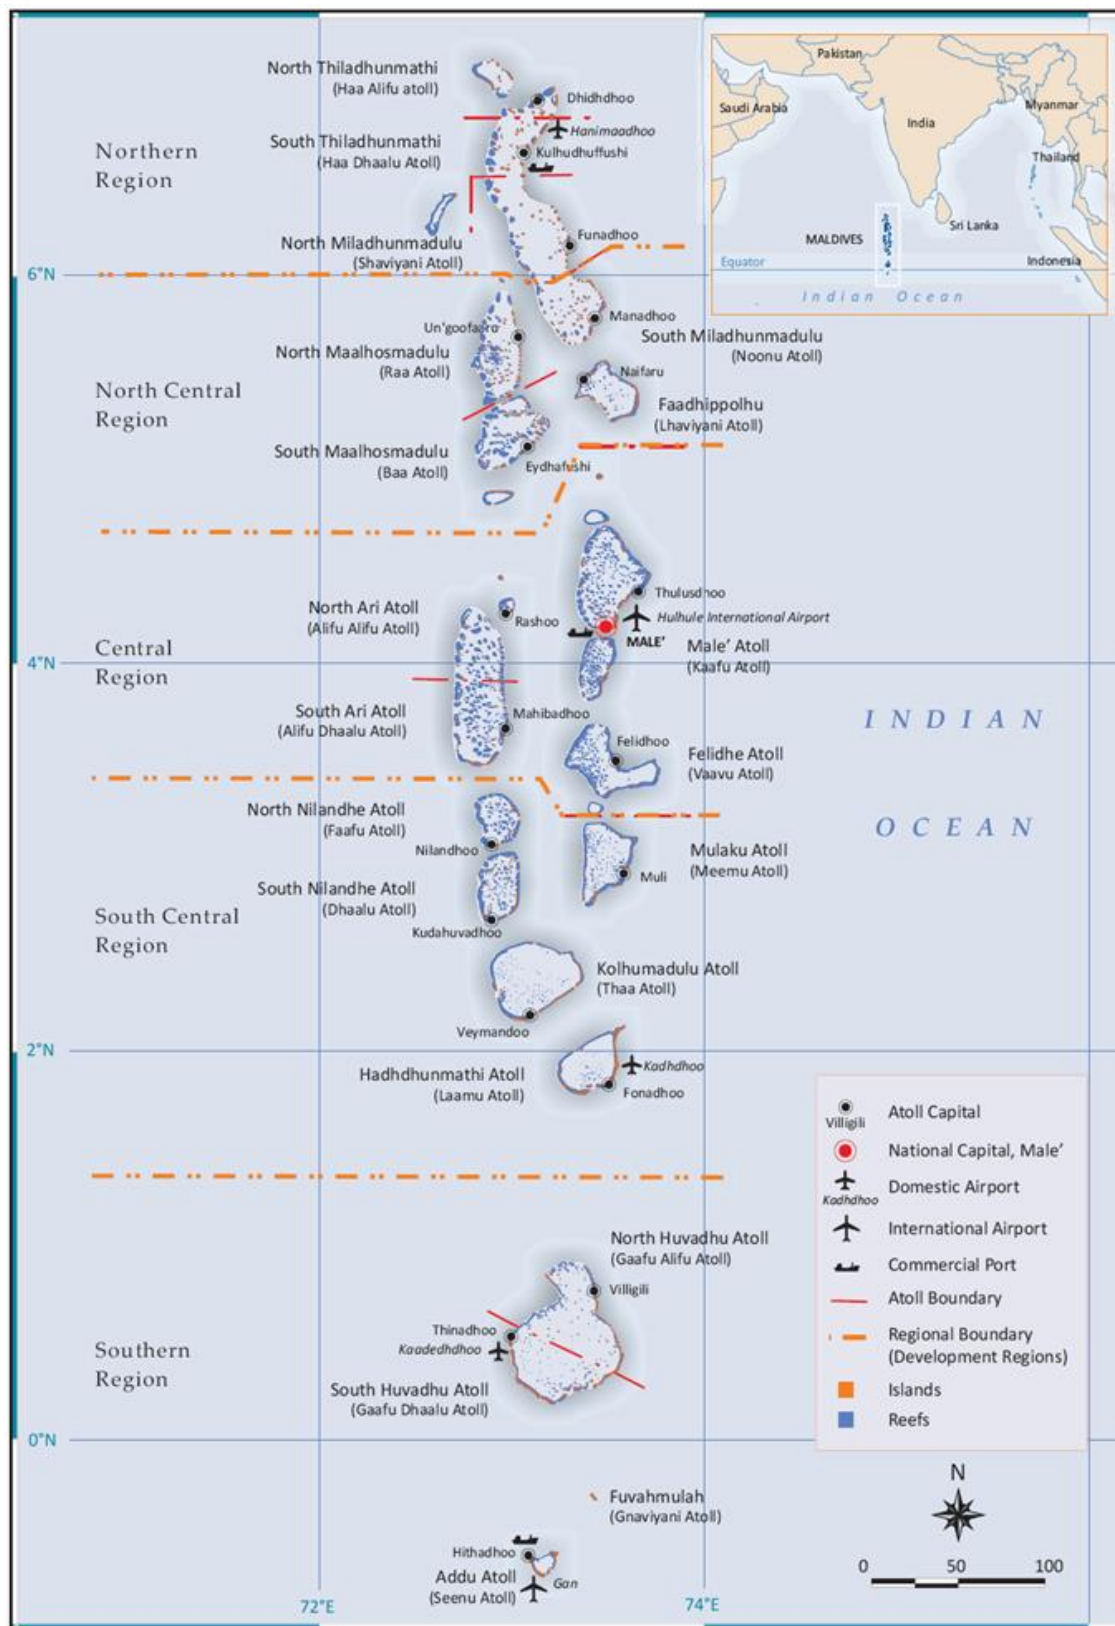 North Thiladhunmathi
(Haa Alifu atoll)
Dhidhdhoo
Hanimaadhoo
South Thiladhunmathi
(Haa Dhaalu Atoll)
Kulhudhuffushi
Northern
Region
North Miladhunmadulu
(Shaviyani Atoll)
Funadhoo
6°N
Manadhoo
South Miladhunmadulu
(Noonu Atoll)
Un'goofaaro
North Maalhosmadulu
(Raa Atoll)
Naifaru
North Central
Region
Faadhippolhu
(Lhaviyani Atoll)
South Maalhosmadulu
(Baa Atoll)
Eydhafushi
Pakistan
Saudi Arabia
India
Myanmar
Thailand
Sri Lanka
MALDIVES
Equator
Indonesia
Indian Ocean
North Ari Atoll
(Alifu Alifu Atoll)
Rashoo
Thulusdhoo
Hulhule International Airport
MALE'
Male' Atoll
(Kaafu Atoll)
Central
Region
4°N
South Ari Atoll
(Alifu Dhaalu Atoll)
Mahibadhoo
Felidhoo
Felidhe Atoll
(Vaavu Atoll)
INDIAN
OCEAN
North Nilandhe Atoll
(Faafu Atoll)
Nilandhoo
Mulaku Atoll
(Meemu Atoll)
Muli
South Nilandhe Atoll
(Dhaalu Atoll)
Kudahuvadhoo
South Central
Region
Kolhumadulu Atoll
(Thaa Atoll)
Veymandoo
2°N
Hadhdhunmathi Atoll
(Laamu Atoll)
Kadhdhoo
Fonadhoo
North Huvadhu Atoll
(Gaafu Alifu Atoll)
Villigili
Thinadhoo
Kaadedhdhoo
Southern
Region
South Huvadhu Atoll
(Gaafu Dhaalu Atoll)
0°N
Fuvahmulah
(Gnaviyani Atoll)
Hithadhoo
Addu Atoll
(Seenu Atoll)
Gan
72°E
74°E
Villigili
Atoll Capital
National Capital, Male'
Kadhdhoo
Domestic Airport
International Airport
Commercial Port
Atoll Boundary
Regional Boundary
(Development Regions)
Islands
Reefs
N
0 50 100